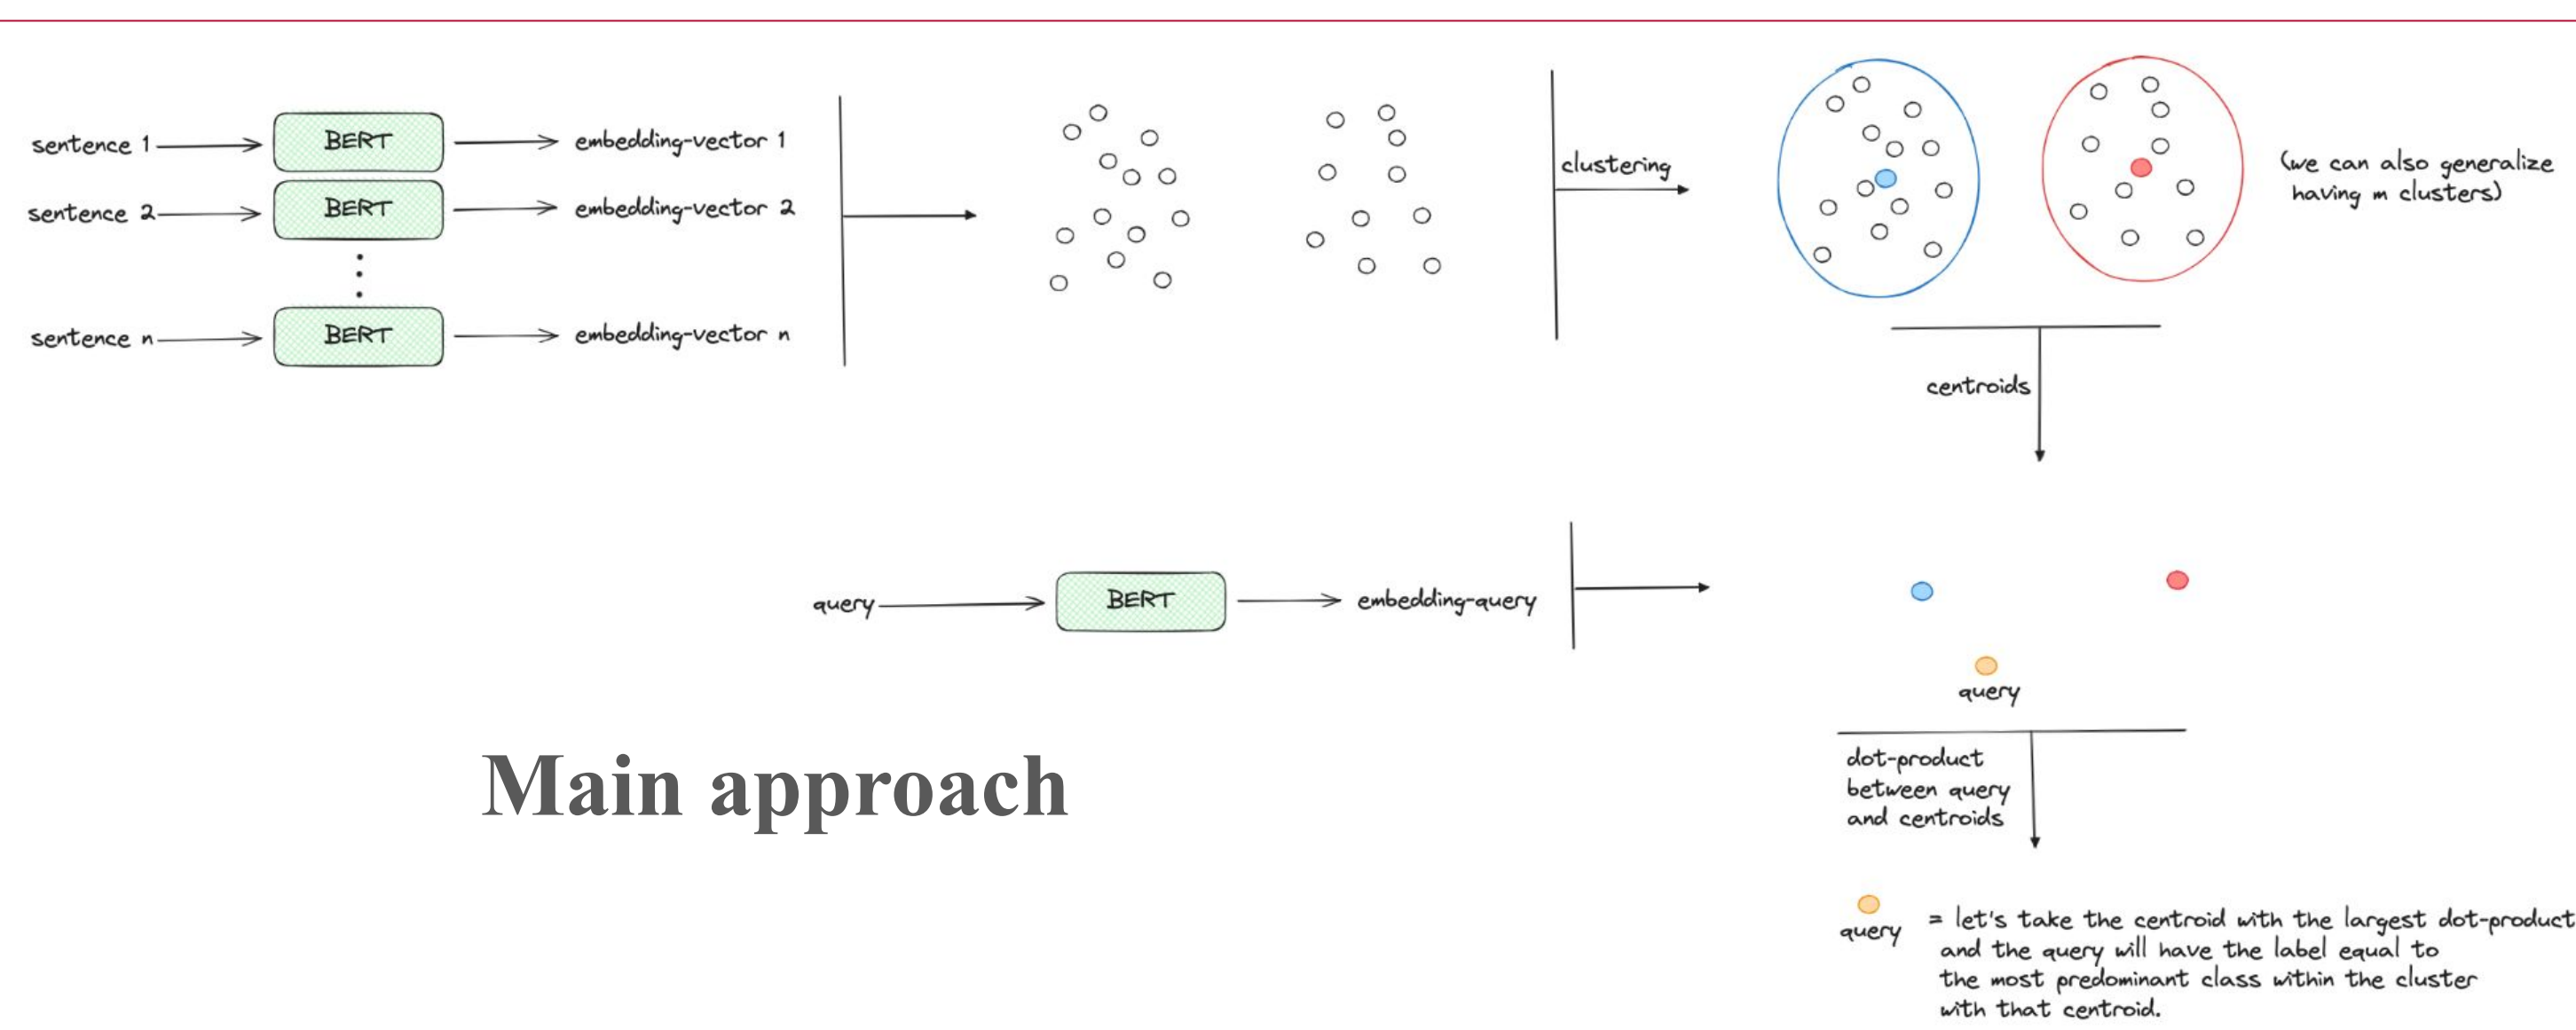 sentence 1
BERT
embedding-vector 1
sentence 2
BERT
embedding-vector 2
sentence n
BERT
embedding-vector n
clustering
(we can also generalize
having m clusters)
centroids
query
BERT
embedding-query
query
dot-product
between query
and centroids
Main approach
query
= let's take the centroid with the largest dot-product
and the query will have the label equal to
the most predominant class within the cluster
with that centroid.